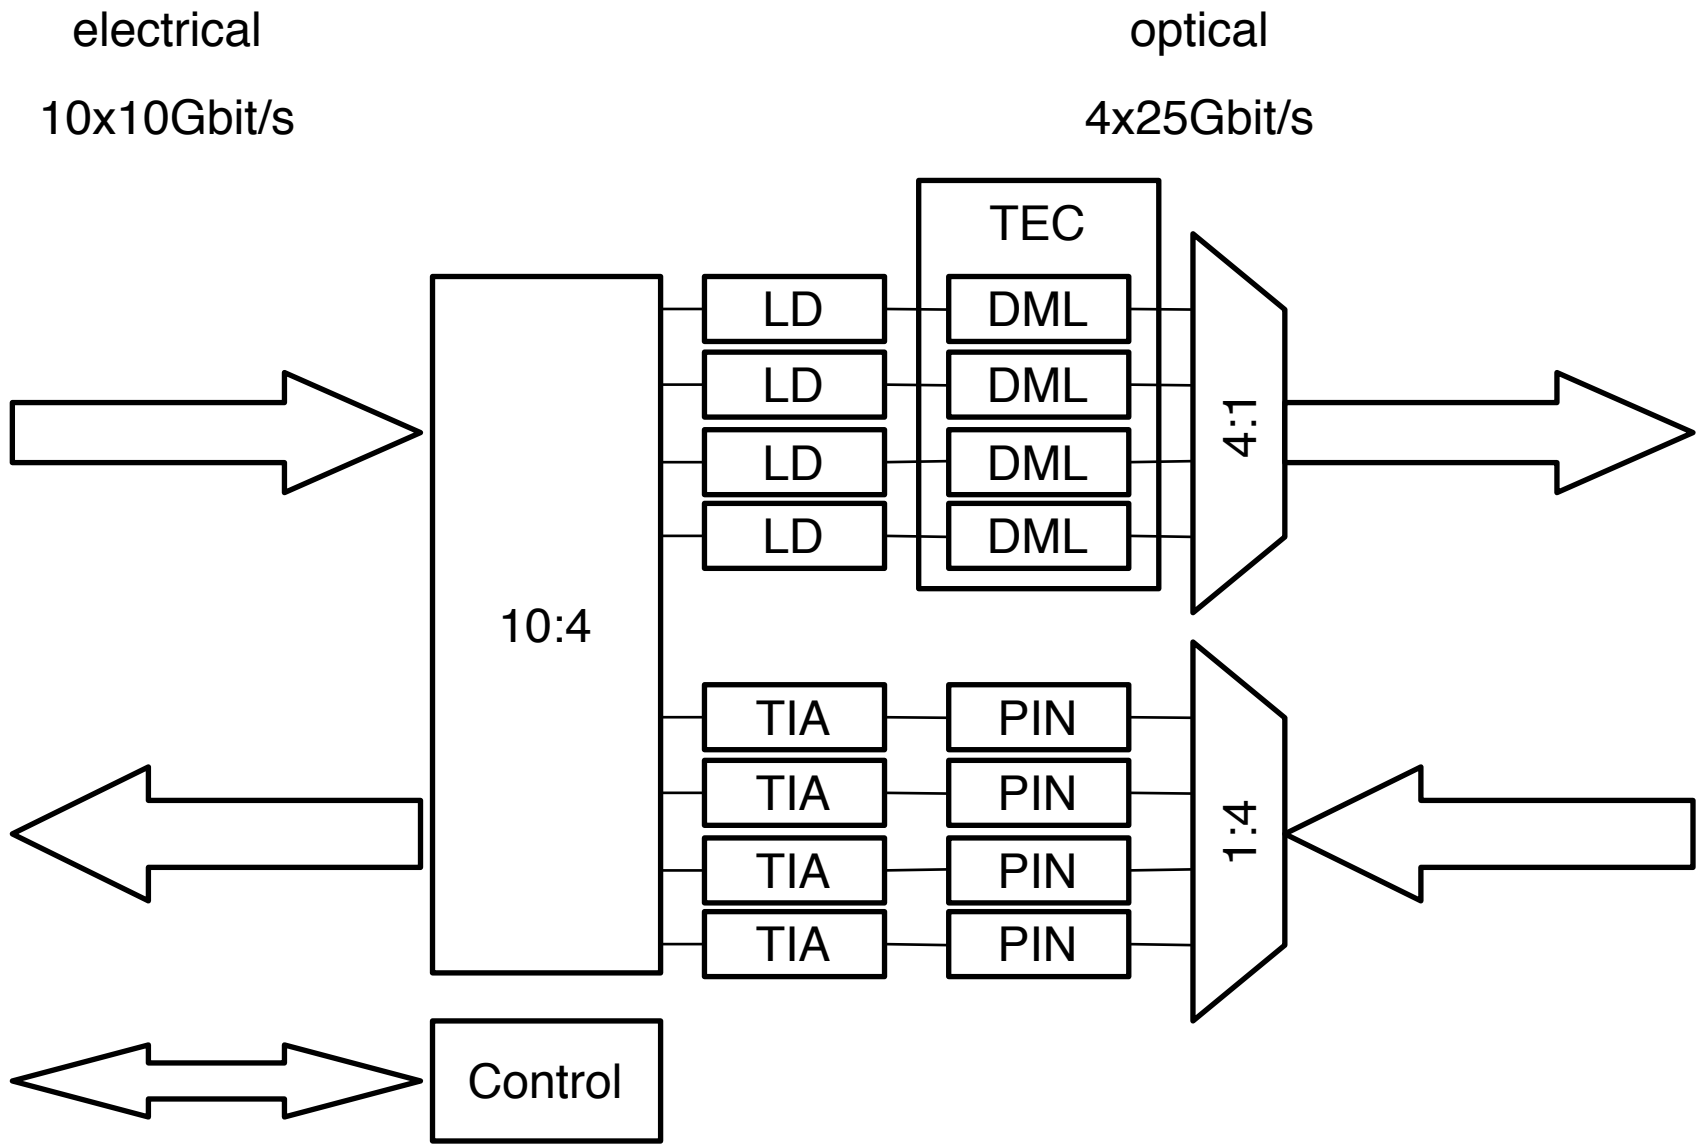 electrical
optical
10x10Gbit/s
4x25Gbit/s
TEC
LD
DML
LD
DML
4:1
LD
DML
LD
DML
10:4
TIA
PIN
TIA
PIN
1:4
TIA
PIN
TIA
PIN
Control